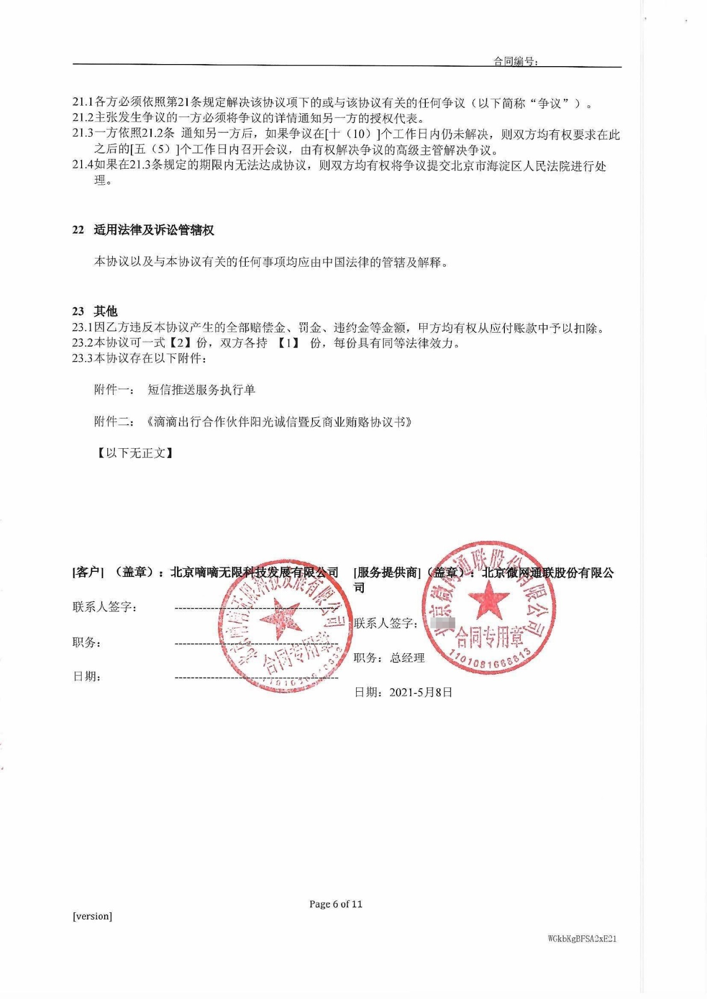 合同编号：
21.1各方必须依照第21条规定解决该协议项下的或与该协议有关的任何争议（以下简称“争议”）。
21.2主张发生争议的一方必须将争议的详情通知另一方的授权代表。
21.3一方依照21.2条 通知另一方后，如果争议在[十（10）]个工作日内仍未解决，则双方均有权要求在此
之后的[五（5）]个工作日内召开会议，由有权解决争议的高级主管解决争议。
21.4如果在21.3条规定的期限内无法达成协议，则双方均有权将争议提交北京市海淀区人民法院进行处
理。
22 适用法律及诉讼管辖权
本协议以及与本协议有关的任何事项均应由中国法律的管辖及解释。
23 其他
23.1因乙方违反本协议产生的全部赔偿金、罚金、违约金等金额，甲方均有权从应付账款中予以扣除。
23.2本协议可一式【2】份，双方各持 【1】 份，每份具有同等法律效力。
23.3本协议存在以下附件：
附件一： 短信推送服务执行单
附件二：《滴滴出行合作伙伴阳光诚信暨反商业贿赂协议书》
【以下无正文】
[客户]（盖章）：北京嘀嘀无限科技发展有限公司
联系人签字：
职务：
日期：
北京嘀嘀无限科技发展有限公司
合同专用章
[服务提供商]（盖章）：北京微网通联股份有限公
司
联系人签字：
职务：总经理
日期：2021-5月8日
北京微网通联股份有限公司
合同专用章
1101081668813
Page 6 of 11
[version]
WGkbKgBFSA2xE21